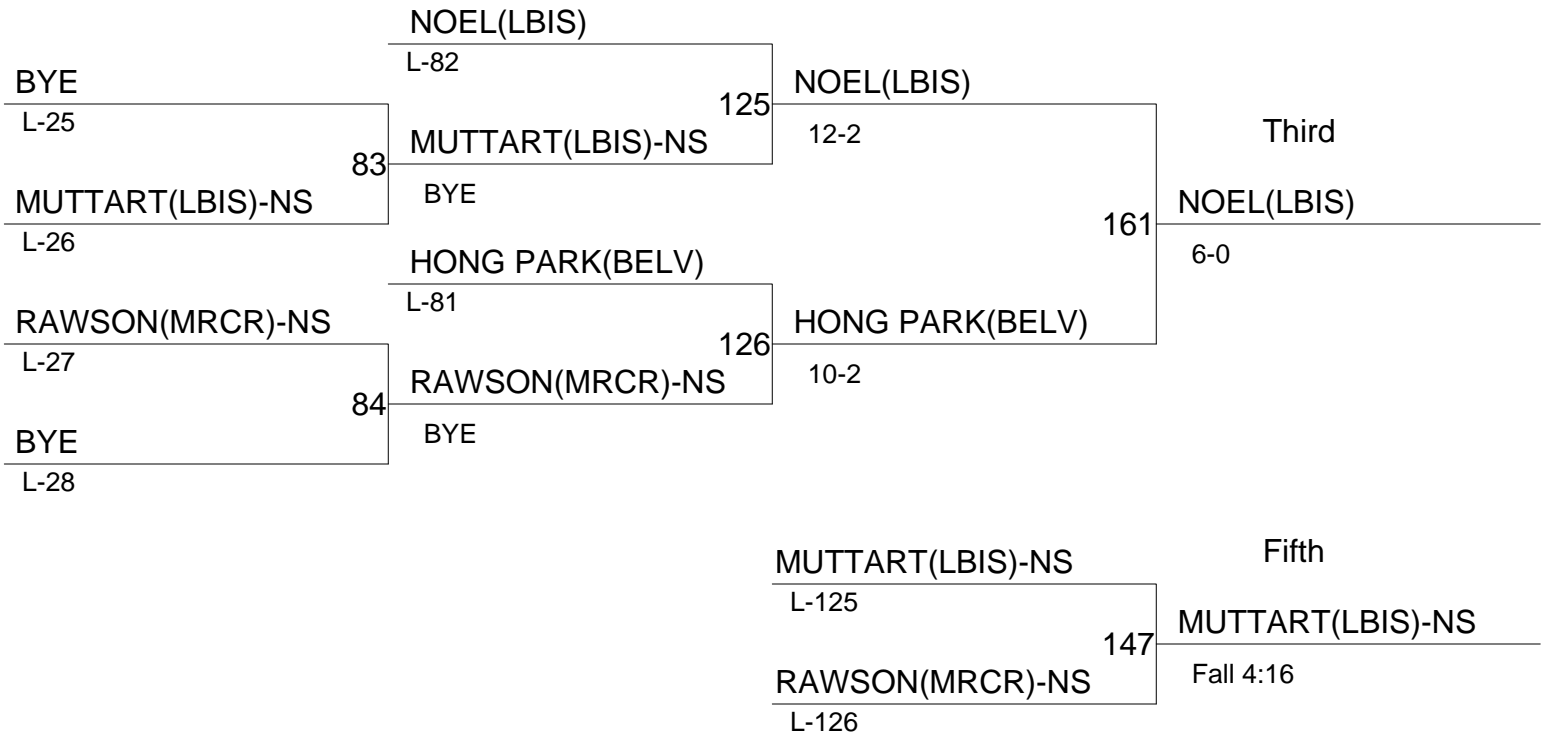 NOEL(LBIS)
L-82
BYE
L-25
NOEL(LBIS)
125
12-2
Third
MUTTART(LBIS)-NS
83
BYE
MUTTART(LBIS)-NS
L-26
NOEL(LBIS)
161
6-0
HONG PARK(BELV)
L-81
RAWSON(MRCR)-NS
L-27
HONG PARK(BELV)
126
10-2
RAWSON(MRCR)-NS
84
BYE
BYE
L-28
Fifth
MUTTART(LBIS)-NS
L-125
MUTTART(LBIS)-NS
147
Fall 4:16
RAWSON(MRCR)-NS
L-126